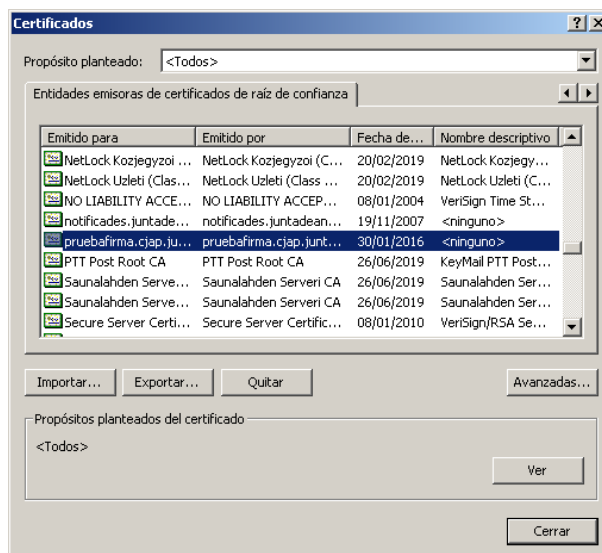 Certificados
Propósito planteado: <Todos>
Entidades emisoras de certificados de raíz de confianza
Emitido para Emitido por Fecha de... Nombre descriptivo
NetLock Kozjegyzoi ... NetLock Kozjegyzoi (C... 20/02/2019 NetLock Kozjegy...
NetLock Uzleti (Clas... NetLock Uzleti (Class ... 20/02/2019 NetLock Uzleti (C...
NO LIABILITY ACCE... NO LIABILITY ACCEP... 08/01/2004 VeriSign Time St...
notificades.juntade... notificades.juntadean... 19/11/2007 <ninguno>
pruebafirma.cjap.ju... pruebafirma.cjap.junt... 30/01/2016 <ninguno>
PTT Post Root CA PTT Post Root CA 26/06/2019 KeyMail PTT Post...
Saunalahden Serve... Saunalahden Serveri CA 26/06/2019 Saunalahden Ser...
Saunalahden Serve... Saunalahden Serveri CA 26/06/2019 Saunalahden Ser...
Secure Server Certi... Secure Server Certific... 08/01/2010 VeriSign/RSA Se...
Importar... Exportar... Quitar Avanzadas...
Propósitos planteados del certificado
<Todos>
Ver
Cerrar